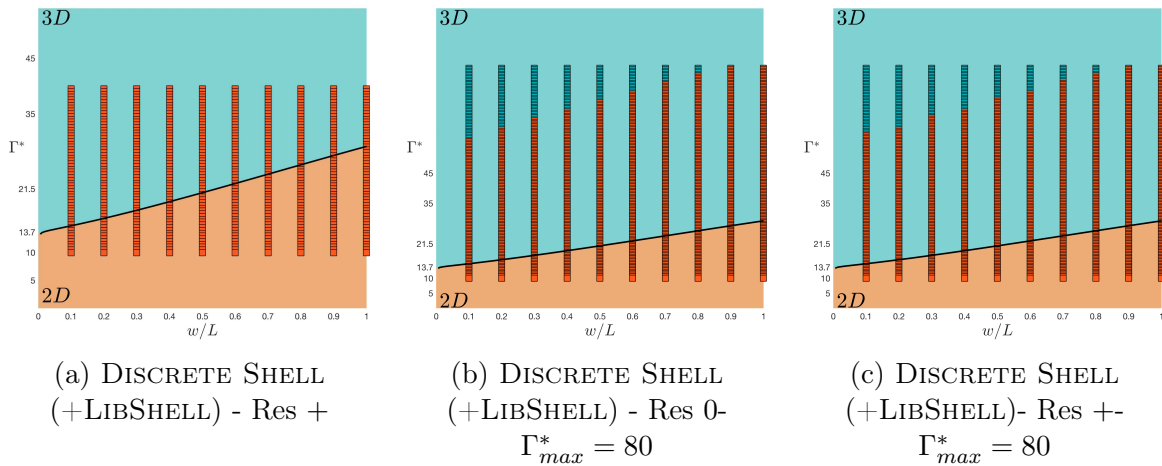 3D
45
35
Γ*
21.5
13.7
10
5
2D
0 0.1 0.2 0.3 0.4 0.5 0.6 0.7 0.8 0.9 1
w/L
(a) DISCRETE SHELL
(+LIBSHELL) - Res +
3D
Γ*
45
35
21.5
13.7
10
5
2D
0 0.1 0.2 0.3 0.4 0.5 0.6 0.7 0.8 0.9 1
w/L
(b) DISCRETE SHELL
(+LIBSHELL) - Res 0-
Γ*max = 80
3D
Γ*
45
35
21.5
13.7
10
5
2D
0 0.1 0.2 0.3 0.4 0.5 0.6 0.7 0.8 0.9 1
w/L
(c) DISCRETE SHELL
(+LIBSHELL)- Res +-
Γ*max = 80